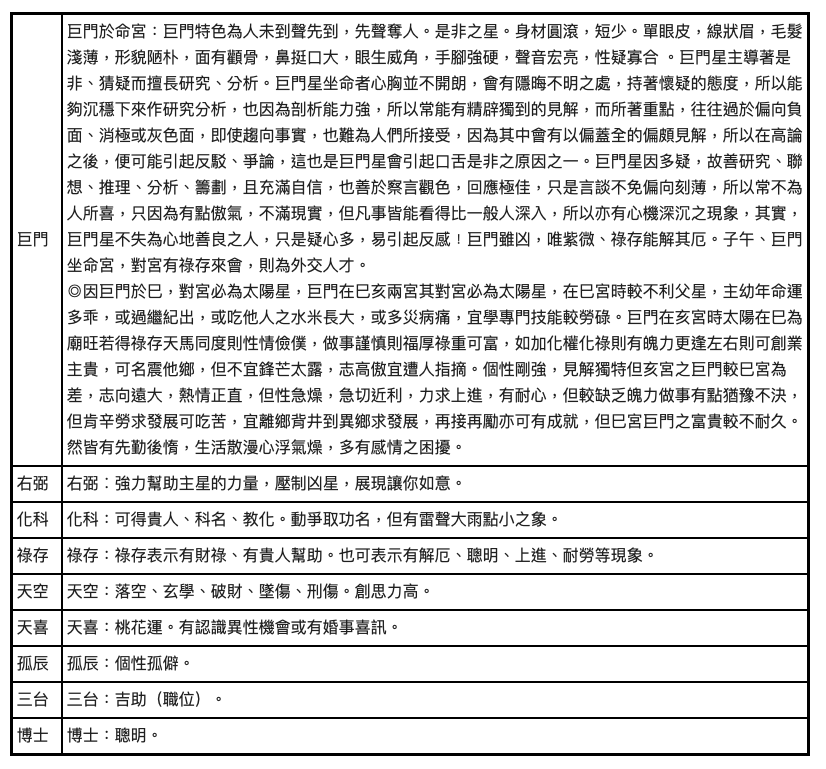 巨門
巨門於命宮：巨門特色為人未到聲先到，先聲奪人。是非之星。身材圓滾，短少。單眼皮，線狀眉，毛髮
淺薄，形貌陋朴，面有顴骨，鼻挺口大，眼生威角，手腳強硬，聲音宏亮，性疑寡合 。巨門星主導著是
非、猜疑而擅長研究、分析。巨門星坐命者心胸並不開朗，會有隱晦不明之處，持著懷疑的態度，所以能
夠沉穩下來作研究分析，也因為剖析能力強，所以常能有精辟獨到的見解，而所著重點，往往過於偏向負
面、消極或灰色面，即使趨向事實，也難為人們所接受，因為其中會有以偏蓋全的偏頗見解，所以在高論
之後，便可能引起反駁、爭論，這也是巨門星會引起口舌是非之原因之一。巨門星因多疑，故善研究、聯
想、推理、分析、籌劃，且充滿自信，也善於察言觀色，回應極佳，只是言談不免偏向刻薄，所以常不為
人所喜，只因為有點傲氣，不滿現實，但凡事皆能看得比一般人深入，所以亦有心機深沉之現象，其實，
巨門星不失為心地善良之人，只是疑心多，易引起反感！巨門雖凶，唯紫微、祿存能解其厄。子午、巨門
坐命宮，對宮有祿存來會，則為外交人才。
◎因巨門於巳，對宮必為太陽星，巨門在巳亥兩宮其對宮必為太陽星，在巳宮時較不利父星，主幼年命運
多乖，或過繼紀出，或吃他人之水米長大，或多災病痛，宜學專門技能較勞碌。巨門在亥宮時太陽在巳為
廟旺若得祿存天馬同度則性情儉僕，做事謹慎則福厚祿重可富，如加化權化祿則有魄力更逢左右則可創業
主貴，可名震他鄉，但不宜鋒芒太露，志高傲宜遭人指摘。個性剛強，見解獨特但亥宮之巨門較巳宮為
差，志向遠大，熱情正直，但性急燥，急切近利，力求上進，有耐心，但較缺乏魄力做事有點猶豫不決，
但肯辛勞求發展可吃苦，宜離鄉背井到異鄉求發展，再接再勵亦可有成就，但巳宮巨門之富貴較不耐久。
然皆有先勤後惰，生活散漫心浮氣燥，多有感情之困擾。
右弼 右弼：強力幫助主星的力量，壓制凶星，展現讓你如意。
化科 化科：可得貴人、科名、教化。動爭取功名，但有雷聲大雨點小之象。
祿存 祿存：祿存表示有財祿、有貴人幫助。也可表示有解厄、聰明、上進、耐勞等現象。
天空 天空：落空、玄學、破財、墜傷、刑傷。創思力高。
天喜 天喜：桃花運。有認識異性機會或有婚事喜訊。
孤辰 孤辰：個性孤僻。
三台 三台：吉助（職位）。
博士 博士：聰明。